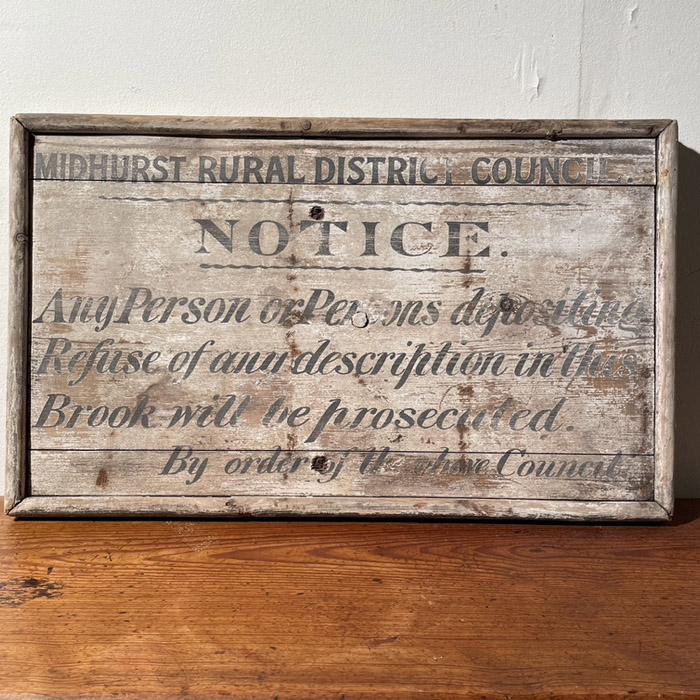 MIDHURST RURAL DISTRICT COUNCIL.
NOTICE.
Any Person or Persons depositing
Refuse of any description in this
Brook will be prosecuted.
By order of the above Council.